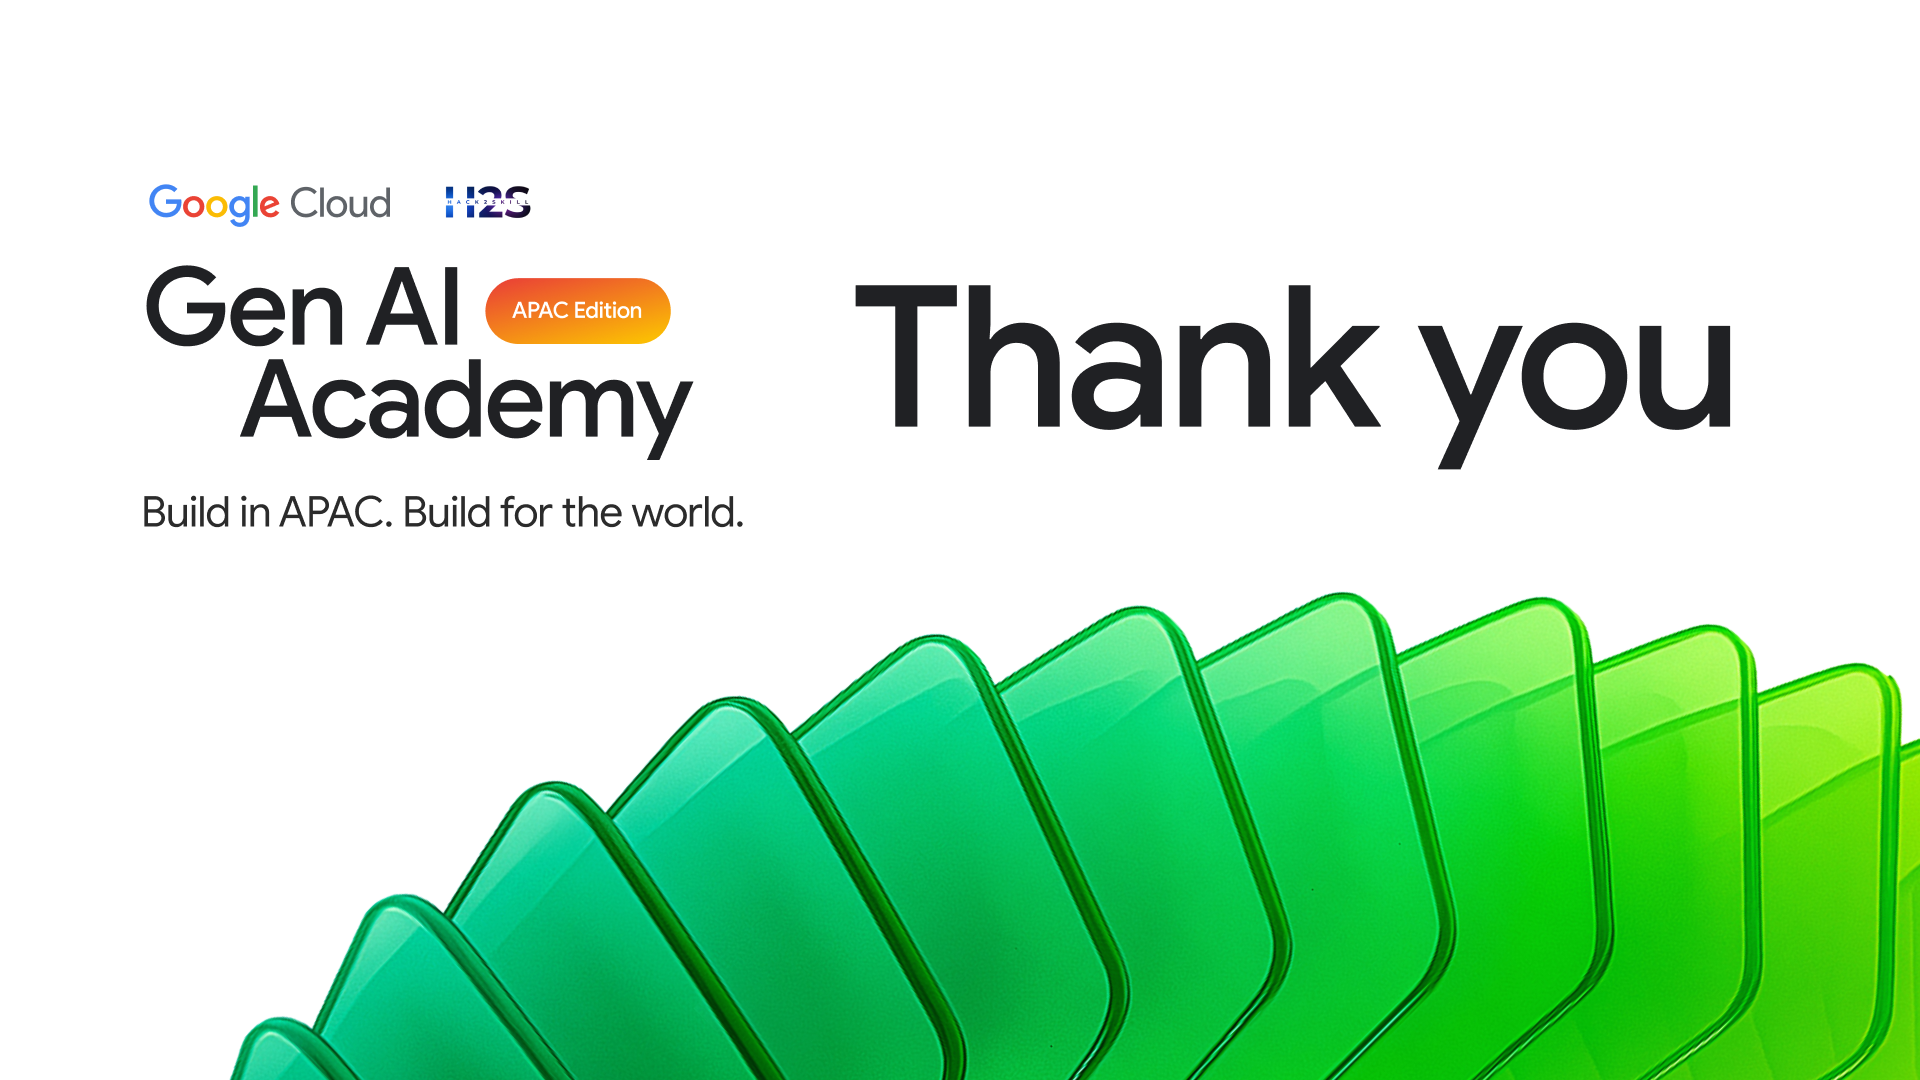 Google Cloud
H2S
HACK2SKILL
Gen AI
APAC Edition
Academy
Build in APAC. Build for the world.
Thank you